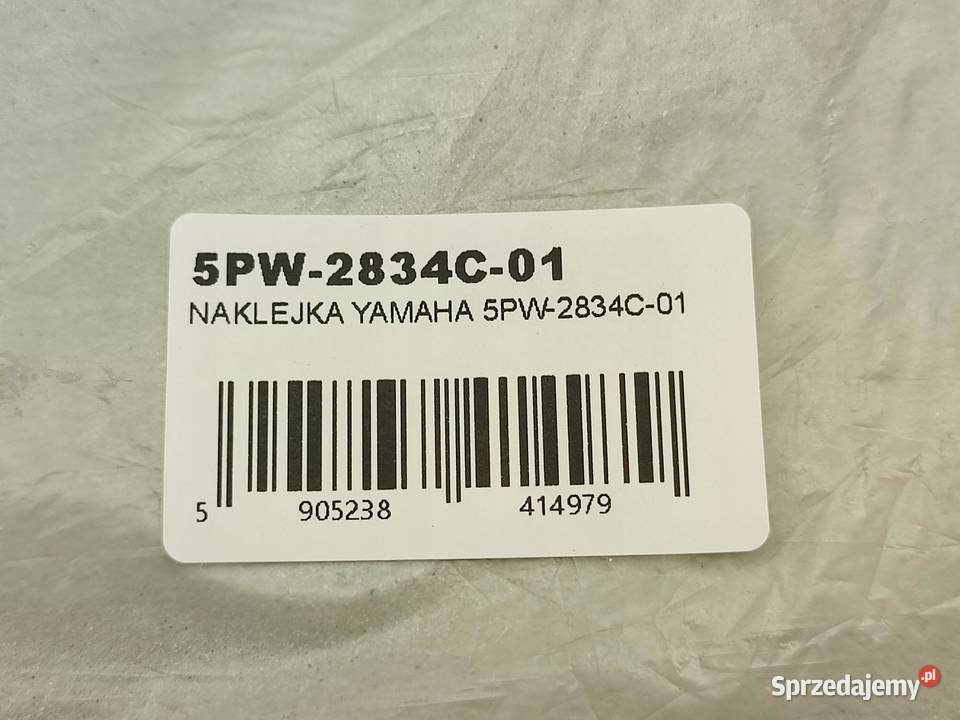 5PW-2834C-01
NAKLEJKA YAMAHA 5PW-2834C-01
5 905238 414979
Sprzedajemy.pl